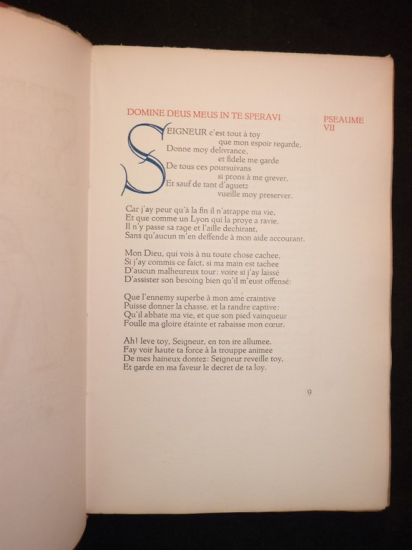 DOMINE DEUS MEUS IN TE SPERAVI
PSEAUME
VII
SEIGNEUR c'est tout à toy
que mon espoir regarde.
Donne moy delivrance,
et fidele me garde
De tous ces poursuivans
si prons à me grever,
Et sauf de tant d'aguetz
vueille moy preserver.
Car j'ay peur qu'à la fin il n'atrappe ma vie,
Et que comme un Lyon qui la proye a ravie,
Il n'y passe sa rage et l'aille dechirant,
Sans qu'aucun m'en deffende à mon aide accourant.
Mon Dieu, qui vois à nu toute chose cachee,
Si j'ay commis ce faict, si ma main est tachee
D'aucun malheureux tour: voire si j'ay laissé
D'assister son besoing bien qu'il m'eust offensé:
Que l'ennemy superbe à mon ame craintive
Puisse donner la chasse, et la randre captive:
Qu'il abbate ma vie, et que son pied vainqueur
Foulle ma gloire étainte et rabaisse mon cœur.
Ah! leve toy, Seigneur, en ton ire allumee,
Fay voir haute ta force à la trouppe animee
De mes haineux dontez: Seigneur reveille toy,
Et garde en ma faveur le decret de ta loy.
9